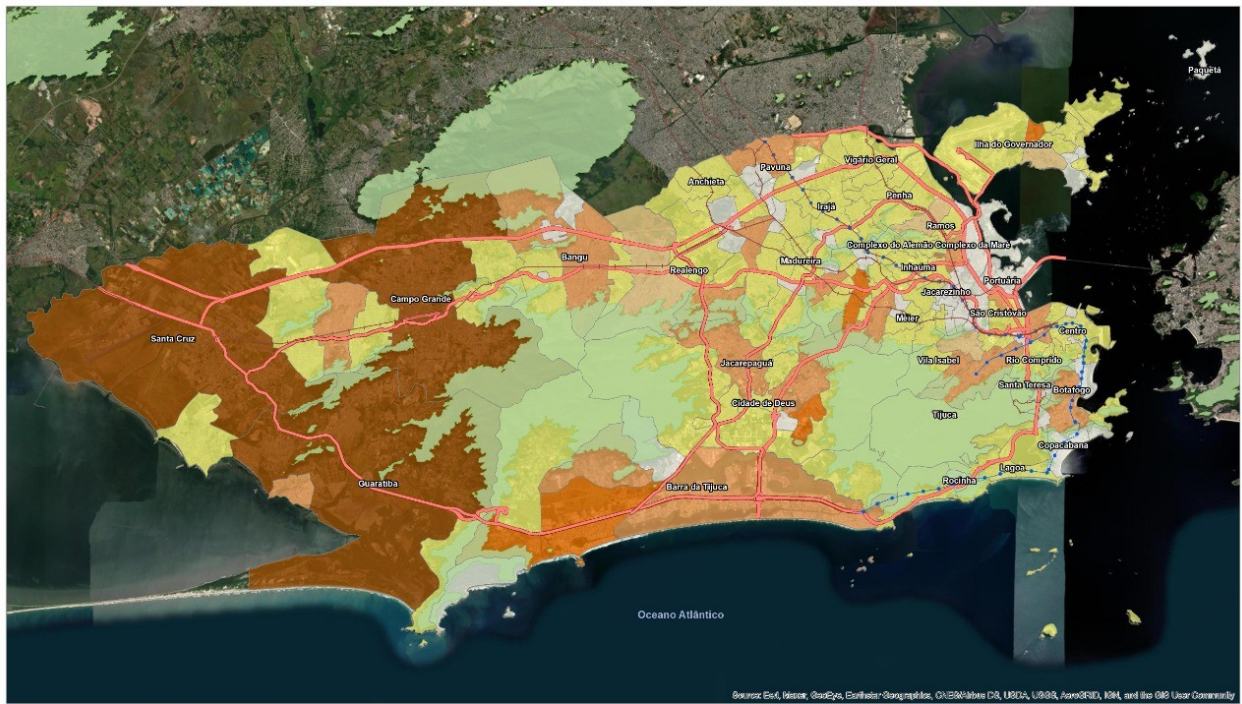 Paquetá
Ilha do Governador
Vigário Geral
Pavuna
Anchieta
Penha
Irajá
Ramos
Complexo do Alemão
Complexo da Maré
Bangu
Realengo
Madureira
Inhaúma
Portuária
Jacarezinho
Campo Grande
São Cristóvão
Méier
Centro
Santa Cruz
Vila Isabel
Rio Comprido
Jacarepaguá
Santa Teresa
Botafogo
Cidade de Deus
Tijuca
Copacabana
Lagoa
Rocinha
Guaratiba
Barra da Tijuca
Oceano Atlântico
Source: Esri, Maxar, GeoEye, Earthstar Geographics, CNES/Airbus DS, USDA, USGS, AeroGRID, IGN, and the GIS User Community